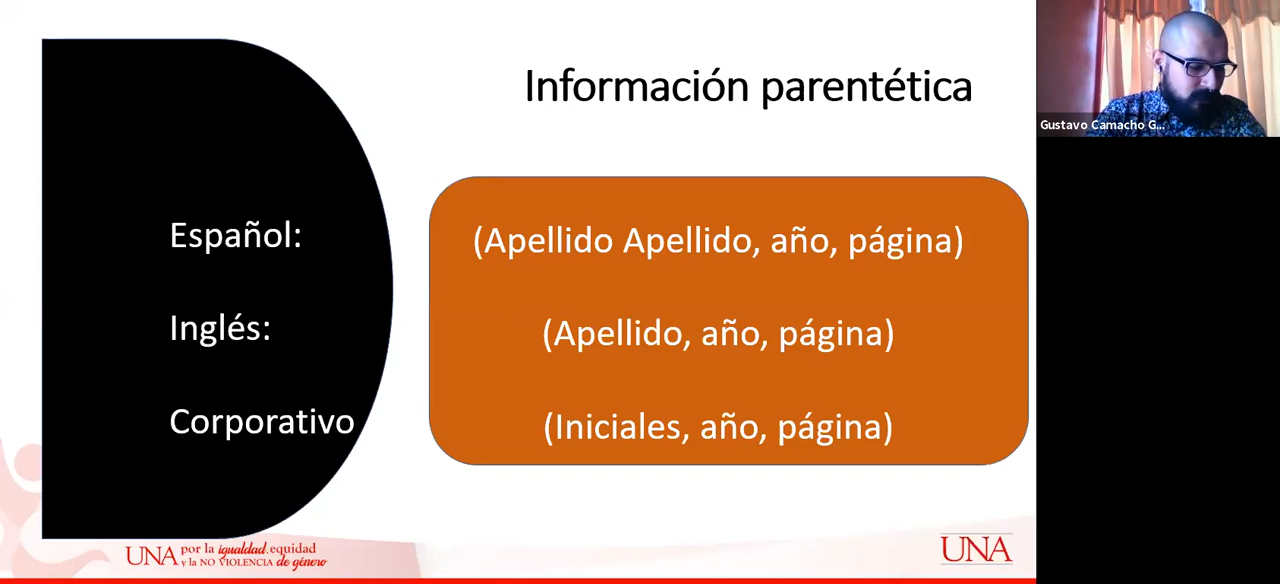 Información parentética
Español:
(Apellido Apellido, año, página)
Inglés:
(Apellido, año, página)
Corporativo
(Iniciales, año, página)
Gustavo Camacho G...
UNA por la igualdad, equidad
y la NO VIOLENCIA de género
UNA